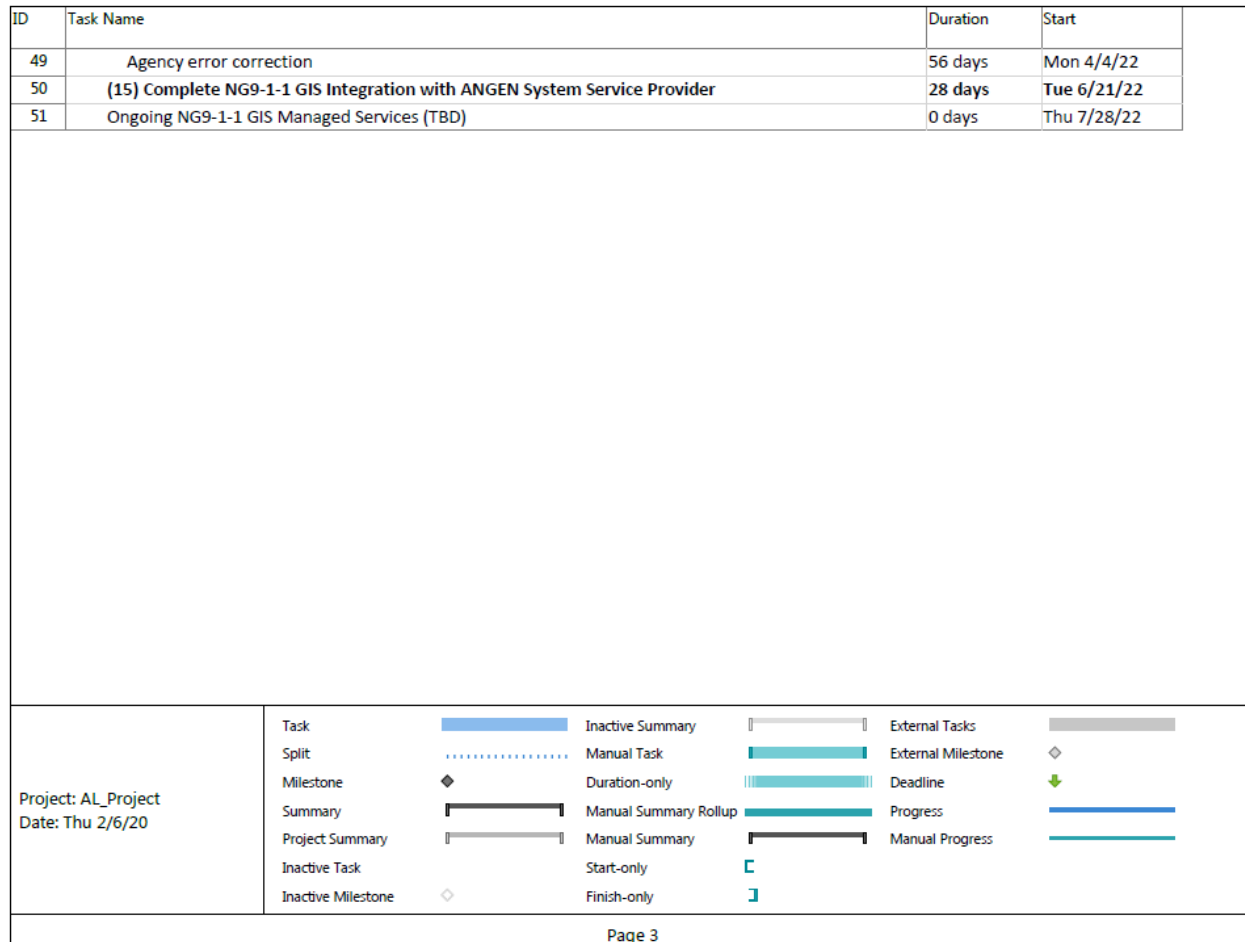 ID Task Name Duration Start
49 Agency error correction 56 days Mon 4/4/22
50 (15) Complete NG9-1-1 GIS Integration with ANGEN System Service Provider 28 days Tue 6/21/22
51 Ongoing NG9-1-1 GIS Managed Services (TBD) 0 days Thu 7/28/22
Project: AL_Project
Date: Thu 2/6/20
Task
Split
Milestone
Summary
Project Summary
Inactive Task
Inactive Milestone
Inactive Summary
Manual Task
Duration-only
Manual Summary Rollup
Manual Summary
Start-only
Finish-only
External Tasks
External Milestone
Deadline
Progress
Manual Progress
Page 3